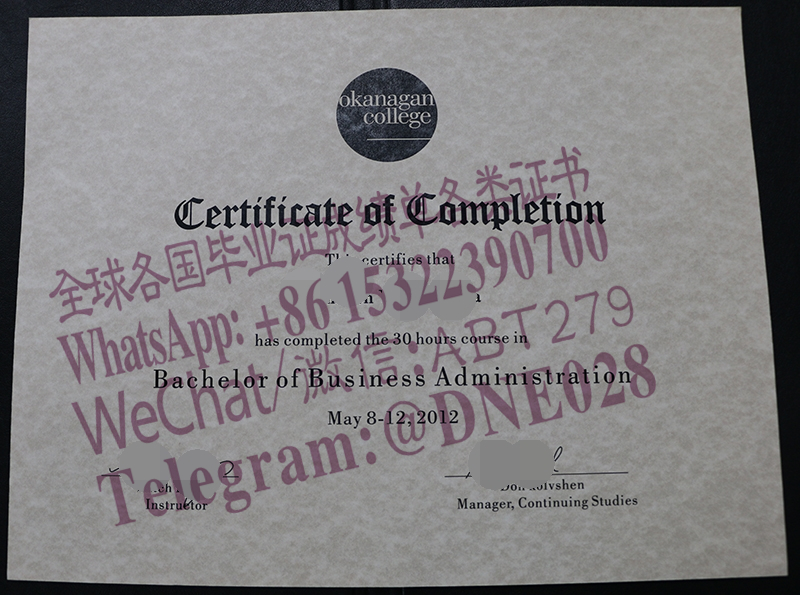 okanagan
college
Certificate of Completion
全球各国毕业证成绩单各类证书
certifies that
WhatsApp: +86 15322390700
has completed the 30 hours course in
WeChat/微信:ABT279
Bachelor of Business Administration
May 8-12, 2012
Telegram:@DNE028
Instructor
Manager, Continuing Studies